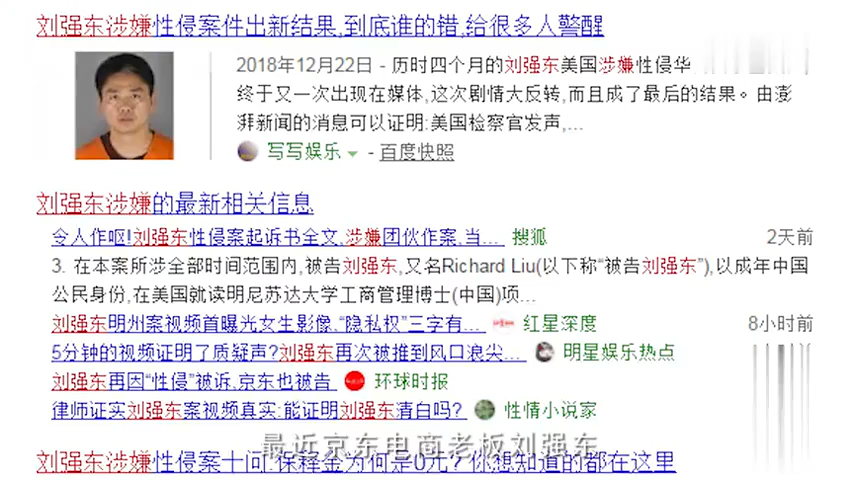 刘强东涉嫌性侵案件出新结果,到底谁的错,给很多人警醒
2018年12月22日 - 历时四个月的刘强东美国涉嫌性侵华
终于又一次出现在媒体,这次剧情大反转,而且成了最后的结果。由澎
湃新闻的消息可以证明:美国检察官发声,...
写写娱乐 - 百度快照
刘强东涉嫌的最新相关信息
令人作呕!刘强东性侵案起诉书全文,涉嫌团伙作案,当... 搜狐 2天前
3. 在本案所涉全部时间范围内,被告刘强东,又名Richard Liu(以下称“被告刘强东”),以成年中国
公民身份,在美国就读明尼苏达大学工商管理博士(中国)项...
刘强东明州案视频首曝光女生影像,“隐私权”三字有... 红星深度 8小时前
5分钟的视频证明了质疑声?刘强东再次被推到风口浪尖... 明星娱乐热点
刘强东再因“性侵”被诉,京东也被告 环球时报
律师证实刘强东案视频真实:能证明刘强东清白吗? 性情小说家
最近京东电商老板刘强东
刘强东涉嫌性侵案十问:保释金为何是0元?你想知道的都在这里